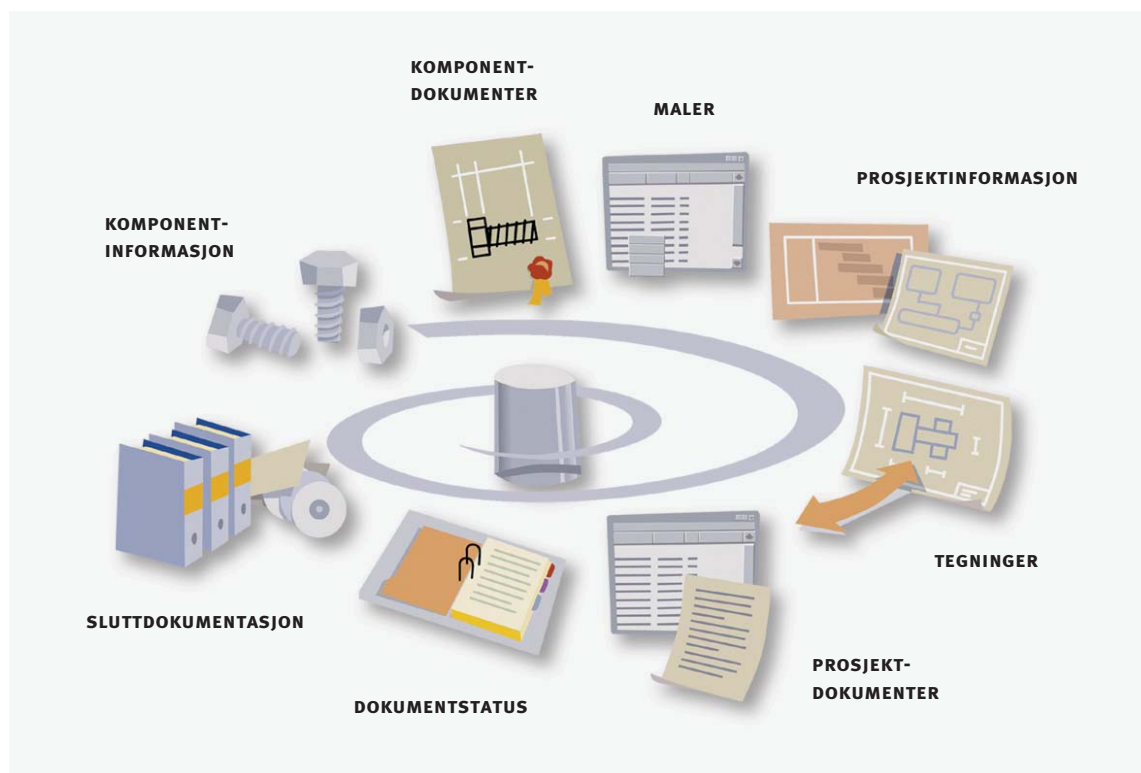 KOMPONENT-
DOKUMENTER
MALER
PROSJEKTINFORMASJON
KOMPONENT-
INFORMASJON
TEGNINGER
SLUTTDOKUMENTASJON
PROSJEKT-
DOKUMENTER
DOKUMENTSTATUS